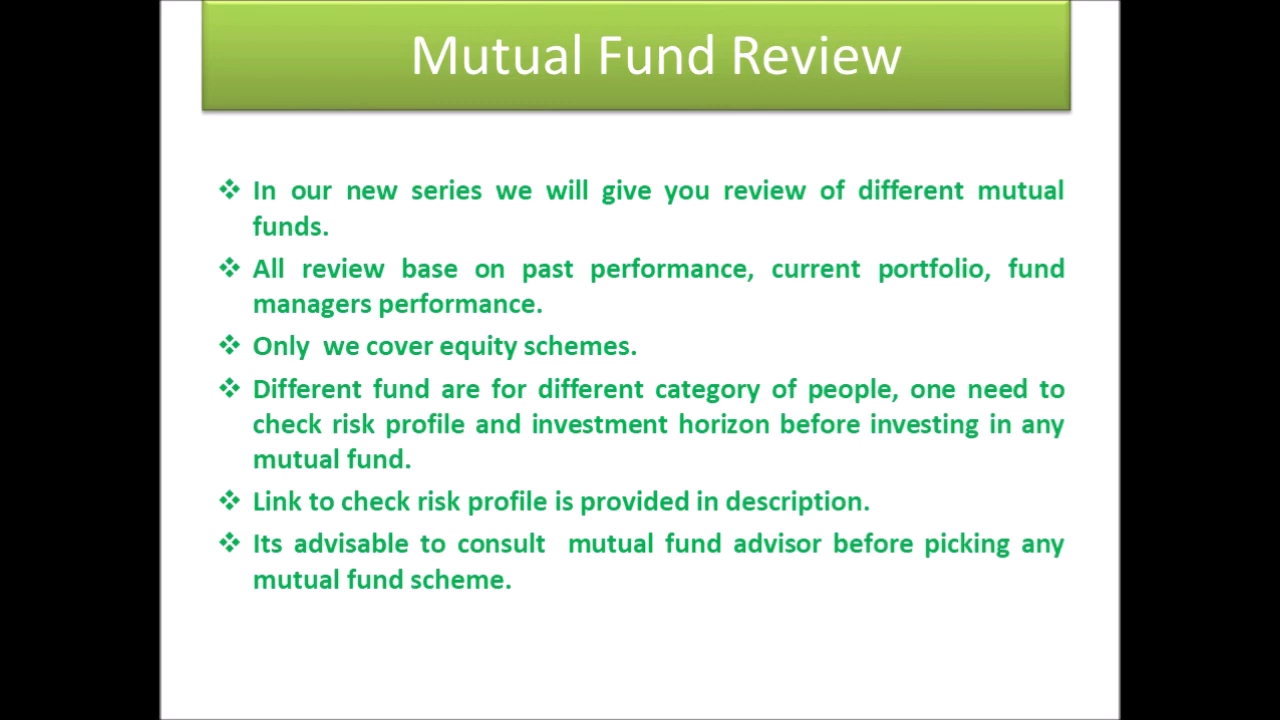 Mutual Fund Review
❖ In our new series we will give you review of different mutual
funds.
❖ All review base on past performance, current portfolio, fund
managers performance.
❖ Only  we cover equity schemes.
❖ Different fund are for different category of people, one need to
check risk profile and investment horizon before investing in any
mutual fund.
❖ Link to check risk profile is provided in description.
❖ Its advisable to consult  mutual fund advisor before picking any
mutual fund scheme.